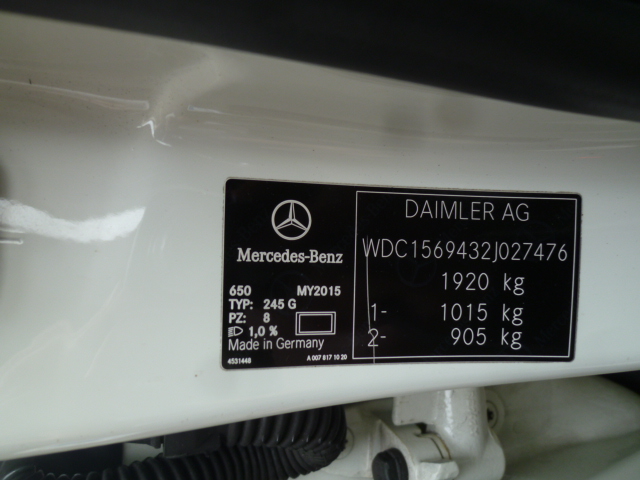 Mercedes-Benz
650 MY2015
TYP: 245 G
PZ: 8
1,0 %
Made in Germany
4531448 A 007 817 10 20
DAIMLER AG
WDC1569432J027476
1920 kg
1- 1015 kg
2- 905 kg